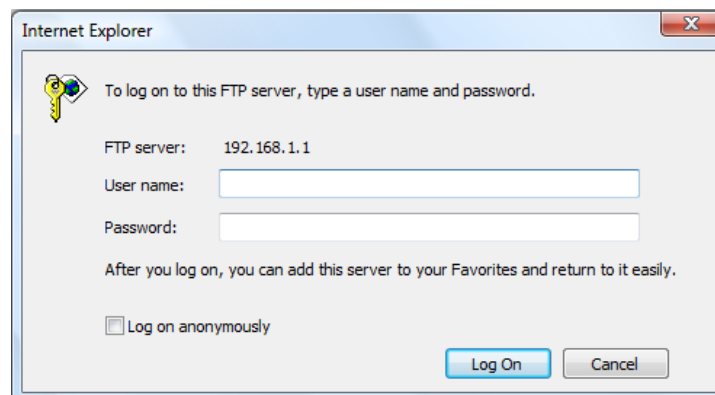 Internet Explorer
To log on to this FTP server, type a user name and password.
FTP server: 192.168.1.1
User name:
Password:
After you log on, you can add this server to your Favorites and return to it easily.
Log on anonymously
Log On Cancel